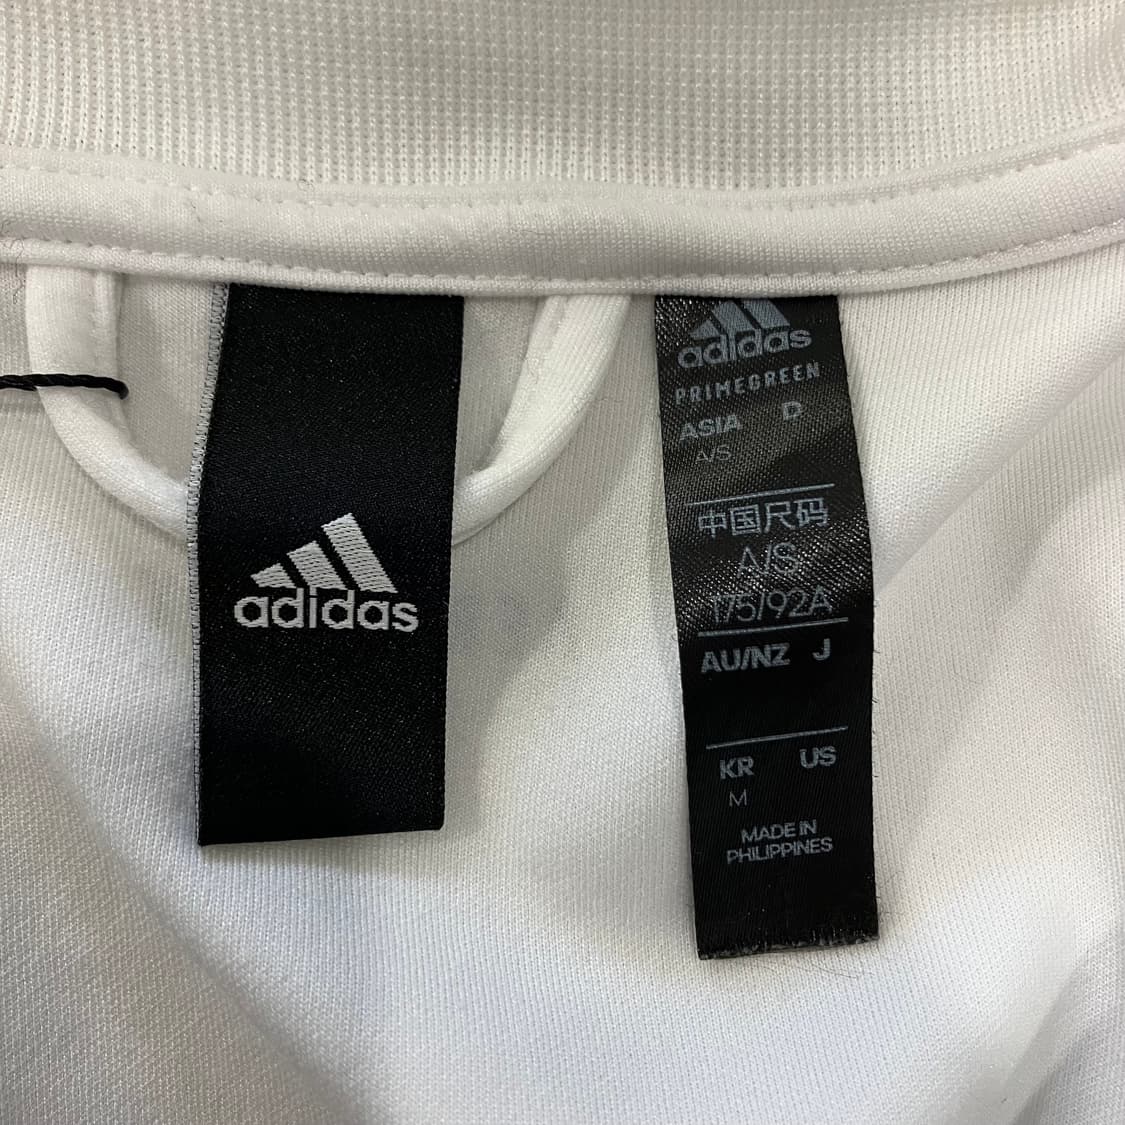 adidas
adidas
PRIMEGREEN
ASIA D
A/S
中国尺码
A/S
175/92A
AU/NZ J
KR US
M
MADE IN
PHILIPPINES